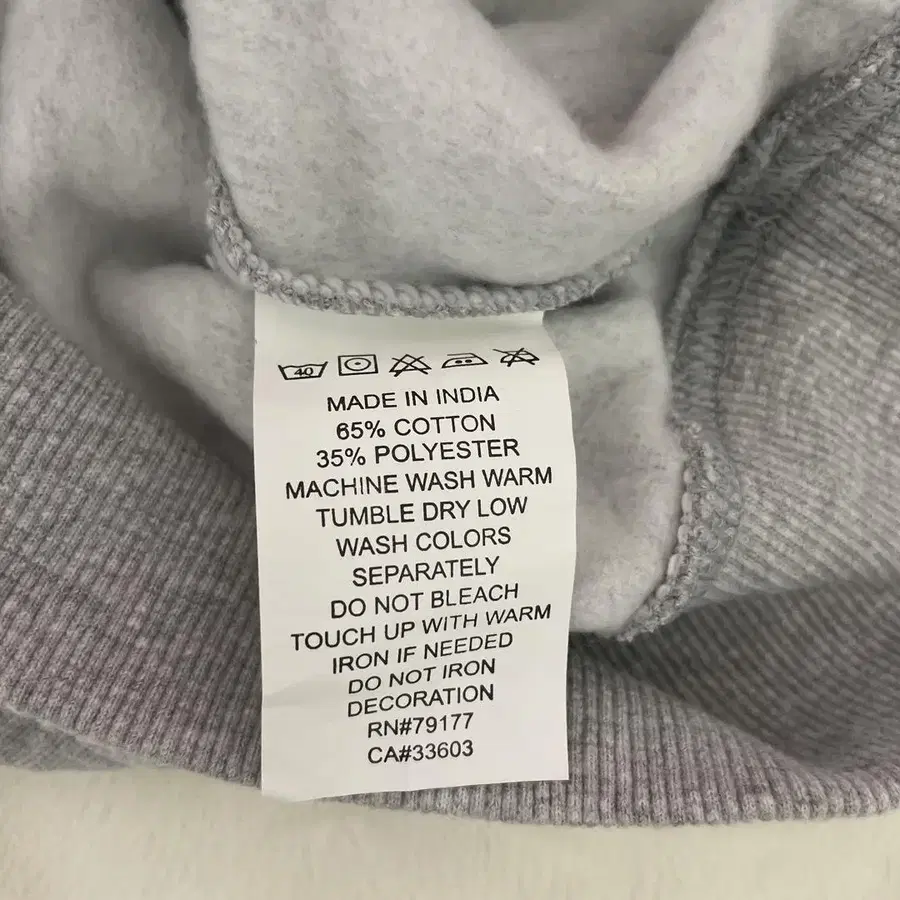 40
MADE IN INDIA
65% COTTON
35% POLYESTER
MACHINE WASH WARM
TUMBLE DRY LOW
WASH COLORS
SEPARATELY
DO NOT BLEACH
TOUCH UP WITH WARM
IRON IF NEEDED
DO NOT IRON
DECORATION
RN#79177
CA#33603